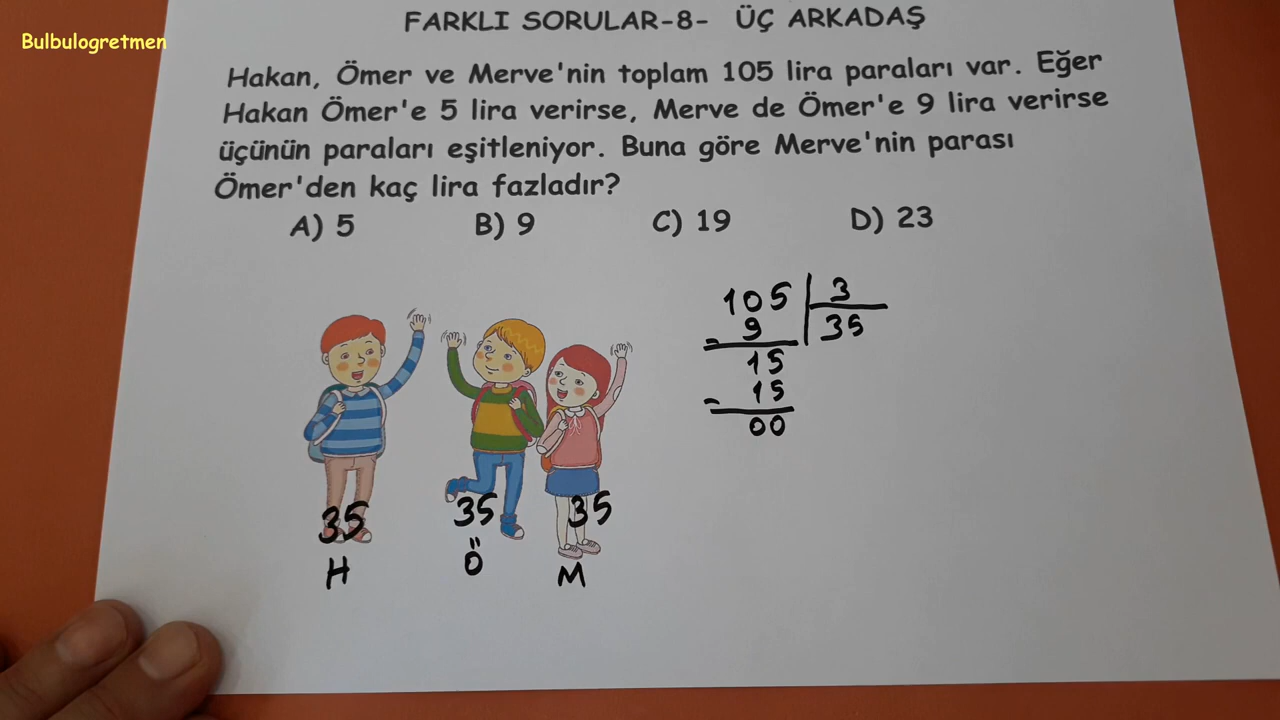 Bulbulogretmen
FARKLI SORULAR-8- ÜÇ ARKADAŞ
Hakan, Ömer ve Merve'nin toplam 105 lira paraları var. Eğer
Hakan Ömer'e 5 lira verirse, Merve de Ömer'e 9 lira verirse
üçünün paraları eşitleniyor. Buna göre Merve'nin parası
Ömer'den kaç lira fazladır?
A) 5 B) 9 C) 19 D) 23
105 3
- 9 35
15
- 15
00
35 35 35
H Ö M